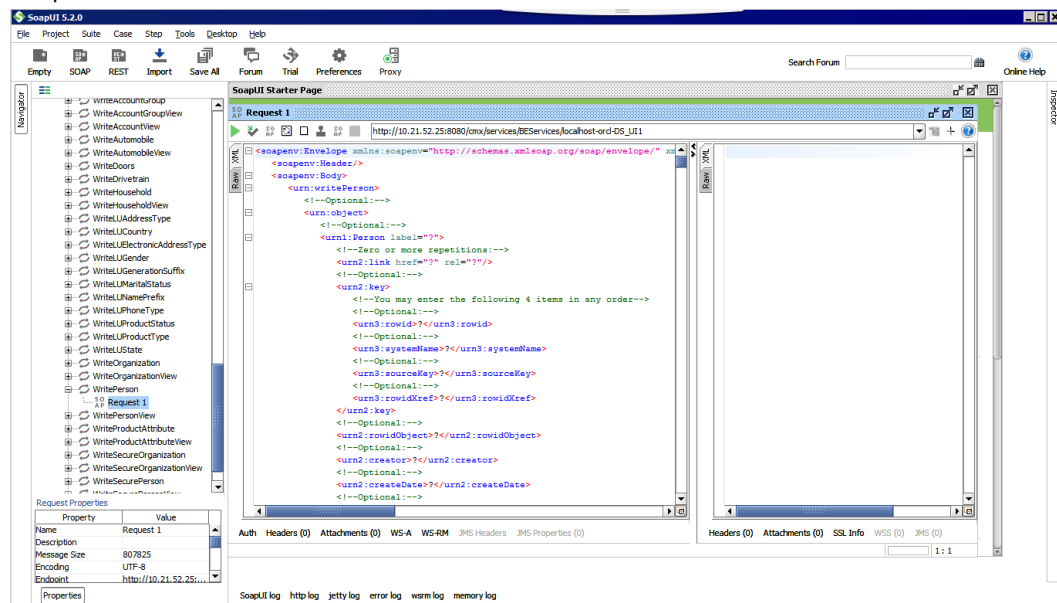 SoapUI 5.2.0
File Project Suite Case Step Tools Desktop Help
Empty SOAP REST Import Save All Forum Trial Preferences Proxy Search Forum Online Help
Navigator
Inspector
WriteAccountGroup
WriteAccountGroupView
WriteAccountView
WriteAutomobile
WriteAutomobileView
WriteDoors
WriteDrivetrain
WriteHousehold
WriteHouseholdView
WriteLUAddressType
WriteLUCountry
WriteLUElectronicAddressType
WriteLUGender
WriteLUGenerationSuffix
WriteLUMaritalStatus
WriteLUNamePrefix
WriteLUPhoneType
WriteLUProductStatus
WriteLUProductType
WriteLUState
WriteOrganization
WriteOrganizationView
WritePerson
Request 1
WritePersonView
WriteProductAttribute
WriteProductAttributeView
WriteSecureOrganization
WriteSecureOrganizationView
WriteSecurePerson
WriteSecurePersonView
Request Properties
Property Value
Name Request 1
Description
Message Size 807825
Encoding UTF-8
Endpoint http://10.21.52.25:...
Properties
SoapUI Starter Page
Request 1
http://10.21.52.25:8080/cmx/services/BEServices/localhost-orcl-DS_UI1
XML
Raw
<soapenv:Envelope xmlns:soapenv="http://schemas.xmlsoap.org/soap/envelope/" xm
<soapenv:Header/>
<soapenv:Body>
<urn:writePerson>
<!--Optional:-->
<urn:object>
<!--Optional:-->
<urn1:Person label="?">
<!--Zero or more repetitions:-->
<urn2:link href="?" rel="?"/>
<!--Optional:-->
<urn2:key>
<!--You may enter the following 4 items in any order-->
<!--Optional:-->
<urn3:rowid>?</urn3:rowid>
<!--Optional:-->
<urn3:systemName>?</urn3:systemName>
<!--Optional:-->
<urn3:sourceKey>?</urn3:sourceKey>
<!--Optional:-->
<urn3:rowidXref>?</urn3:rowidXref>
</urn2:key>
<!--Optional:-->
<urn2:rowidObject>?</urn2:rowidObject>
<!--Optional:-->
<urn2:creator>?</urn2:creator>
<!--Optional:-->
<urn2:createDate>?</urn2:createDate>
<!--Optional:-->
Auth Headers (0) Attachments (0) WS-A WS-RM JMS Headers JMS Properties (0)
XML
Raw
Headers (0) Attachments (0) SSL Info WSS (0) JMS (0)
1 : 1
SoapUI log http log jetty log error log wsrm log memory log